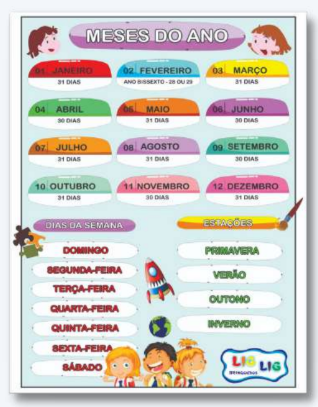 MESES DO ANO
01. JANEIRO
31 DIAS
02 FEVEREIRO
ANO BISSEXTO - 28 OU 29
03. MARÇO
31 DIAS
04. ABRIL
30 DIAS
05. MAIO
31 DIAS
06. JUNHO
30 DIAS
07. JULHO
31 DIAS
08. AGOSTO
31 DIAS
09. SETEMBRO
30 DIAS
10. OUTUBRO
31 DIAS
11. NOVEMBRO
30 DIAS
12. DEZEMBRO
31 DIAS
DIAS DA SEMANA
DOMINGO
SEGUNDA-FEIRA
TERÇA-FEIRA
QUARTA-FEIRA
QUINTA-FEIRA
SEXTA-FEIRA
SÁBADO
ESTAÇÕES
PRIMAVERA
VERÃO
OUTONO
INVERNO
LIG LIG
BRINQUEDOS